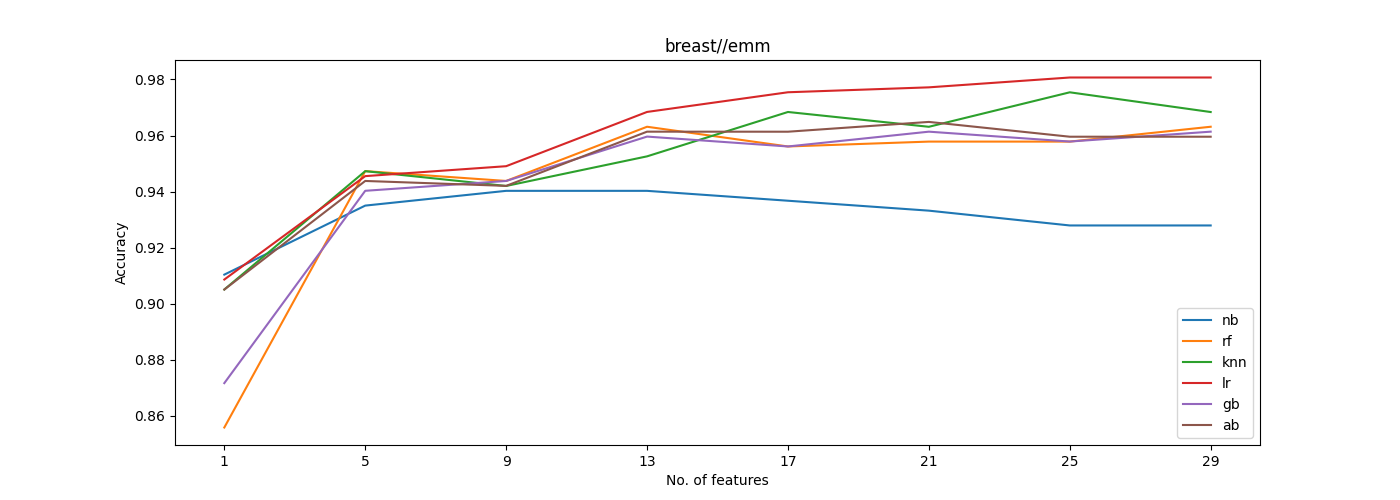 breast//emm
Accuracy
0.98
0.96
0.94
0.92
0.90
0.88
0.86
nb
rf
knn
lr
gb
ab
1 5 9 13 17 21 25 29
No. of features